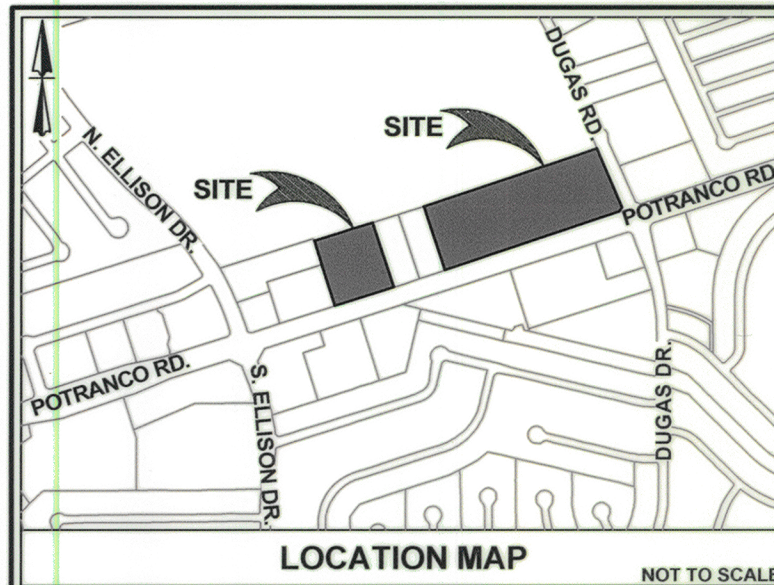 DUGAS RD.
SITE
N. ELLISON DR.
SITE
POTRANCO RD
POTRANCO RD.
S. ELLISON DR.
DUGAS DR.
LOCATION MAP
NOT TO SCALE